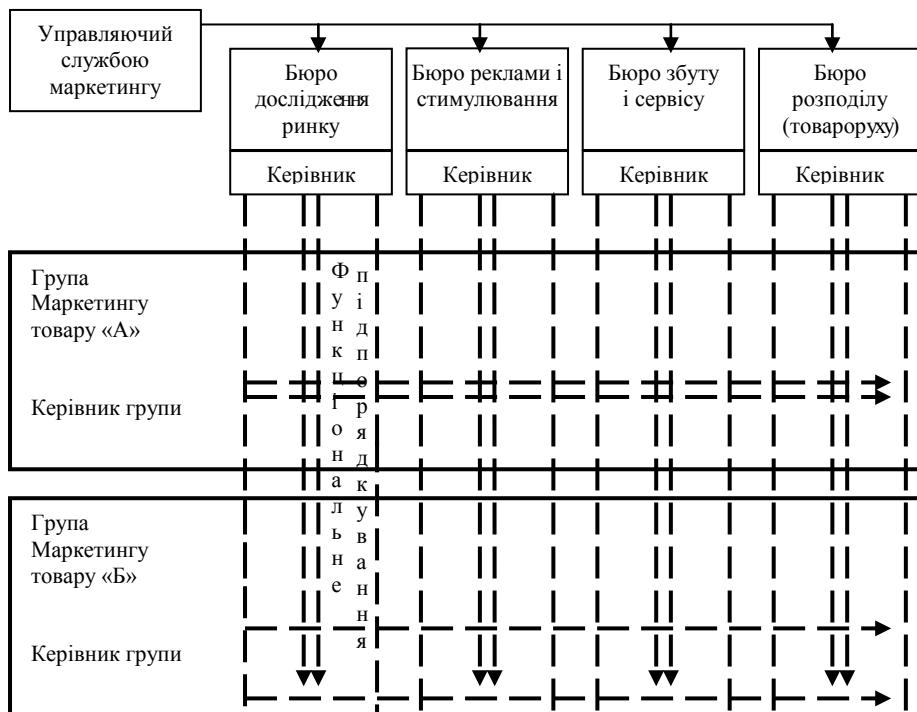 Управляючий
службою
маркетингу
Бюро
дослідження
ринку
Керівник
Бюро реклами і
стимулювання
Керівник
Бюро збуту
і сервісу
Керівник
Бюро
розподілу
(товароруху)
Керівник
Група
Маркетингу
товару «А»
Керівник групи
Функціональне
підпорядкування
Група
Маркетингу
товару «Б»
Керівник групи